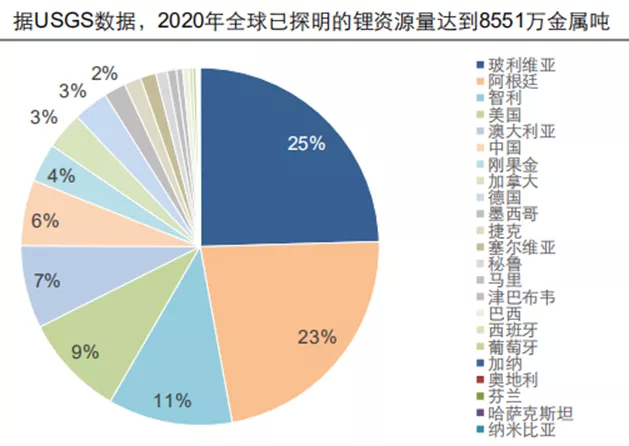 据USGS数据，2020年全球已探明的锂资源量达到8551万金属吨
2%
3%
3%
4%
6%
7%
9%
11%
23%
25%
玻利维亚
阿根廷
智利
美国
澳大利亚
中国
刚果金
加拿大
德国
墨西哥
捷克
塞尔维亚
秘鲁
马里
津巴布韦
巴西
西班牙
葡萄牙
加纳
奥地利
芬兰
哈萨克斯坦
纳米比亚